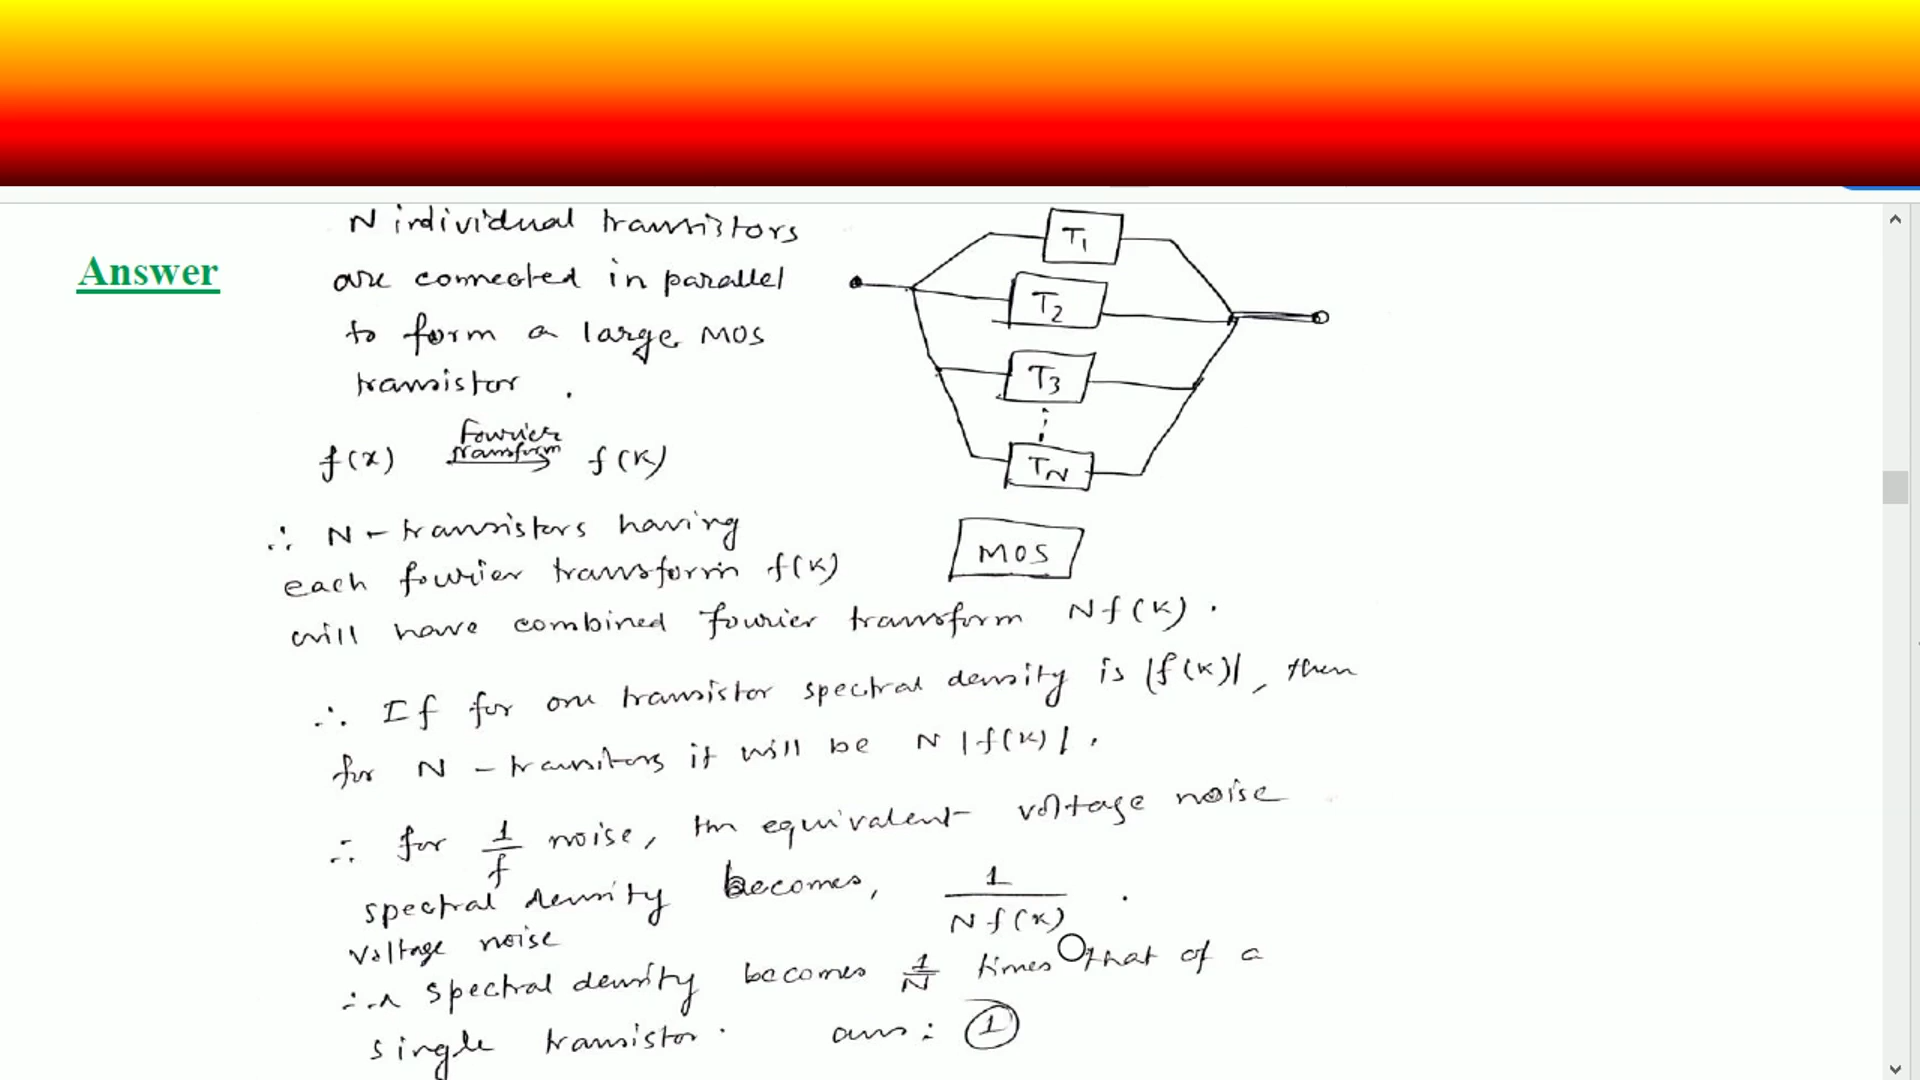 Answer
N individual transistors
are connected in parallel
to form a large MOS
transistor.
T1
T2
T3
TN
MOS
f(x) Fourier transform → f(k)
∴ N - transistors having
each fourier transform f(k)
will have combined fourier transform Nf(k).
∴ If for one transistor spectral density is |f(k)|, then
for N - transitors it will be N|f(k)|.
∴ for 1/f noise, the equivalent voltage noise
spectral density becomes, 1/Nf(k).
voltage noise
∴ ∧ spectral density becomes 1/N times that of a
single transistor. ans: 1